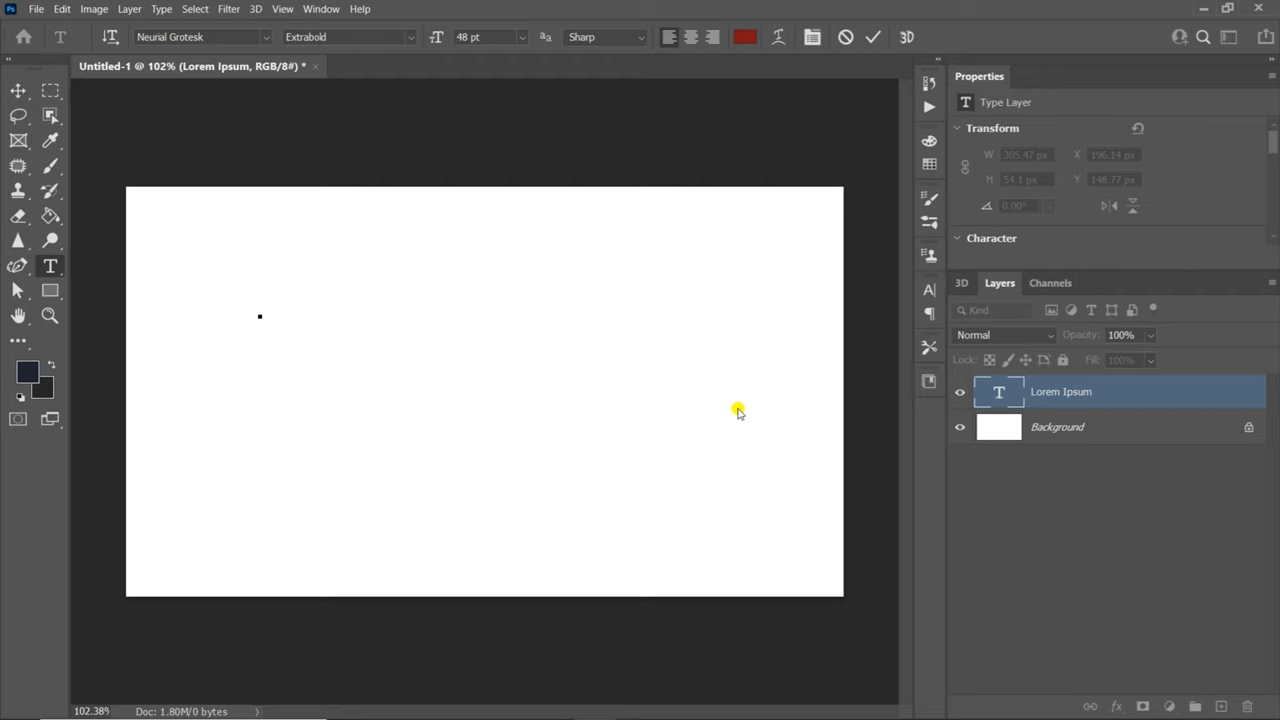 Ps File Edit Image Layer Type Select Filter 3D View Window Help
T Neurial Grotesk Extrabold 48 pt Sharp 3D
Untitled-1 @ 102% (Lorem Ipsum, RGB/8#) * ×
Properties
T Type Layer
Transform
W 305.47 px X 196.14 px
H 54.1 px Y 148.77 px
0.00°
Character
3D Layers Channels
Kind
Normal Opacity: 100%
Lock: Fill: 100%
T Lorem Ipsum
Background
102.38% Doc: 1.80M/0 bytes